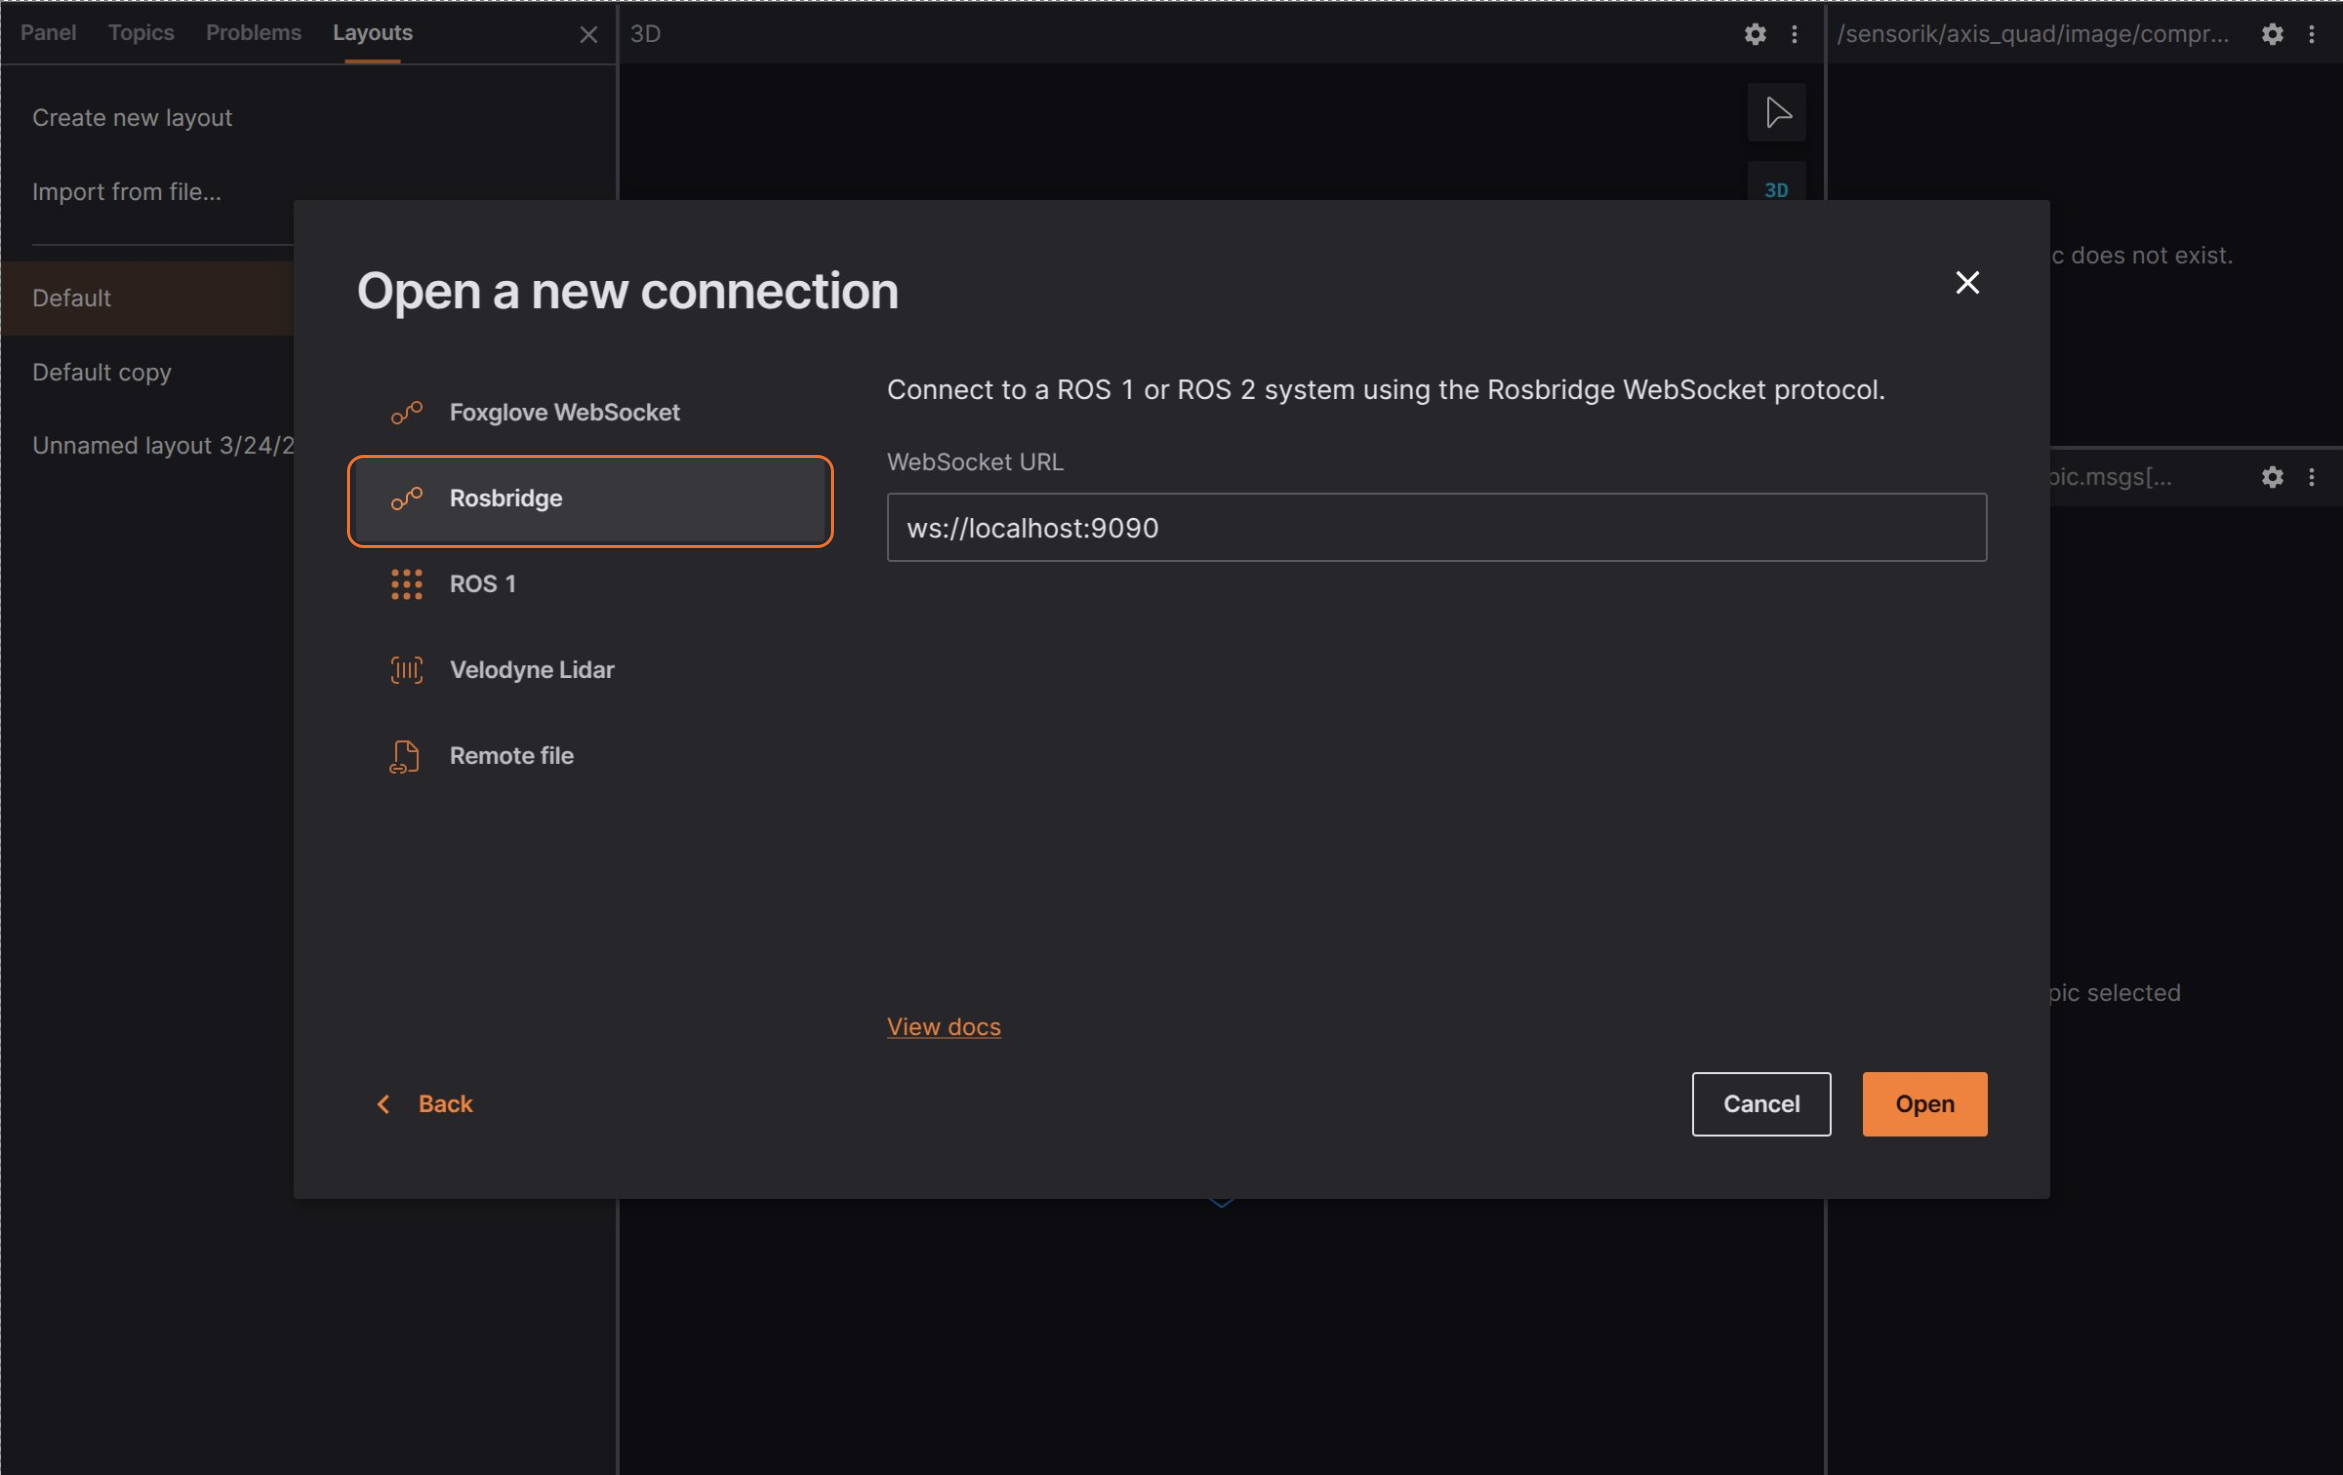 Panel Topics Problems Layouts
3D
/sensorik/axis_quad/image/compr...
Create new layout
Import from file...
3D
c does not exist.
Default
Default copy
Unnamed layout 3/24/2
Open a new connection
Foxglove WebSocket
Rosbridge
ROS 1
Velodyne Lidar
Remote file
Connect to a ROS 1 or ROS 2 system using the Rosbridge WebSocket protocol.
WebSocket URL
ws://localhost:9090
View docs
Back
Cancel
Open
pic.msgs[...
pic selected